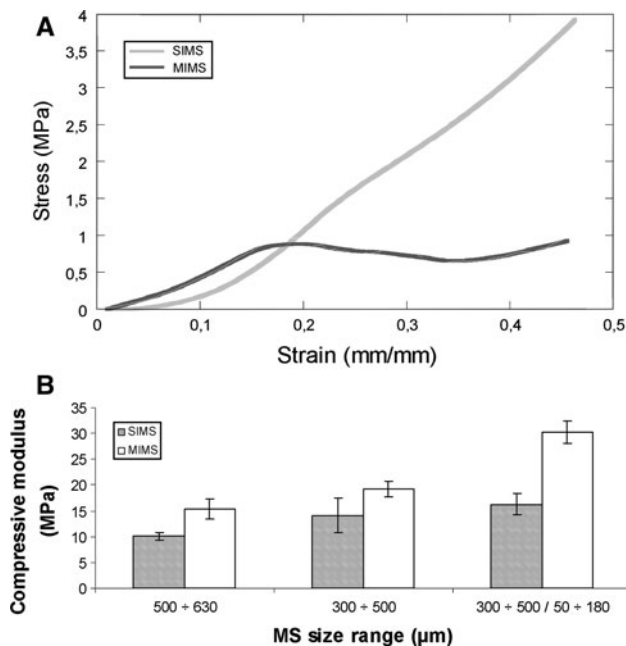 A
Stress (MPa)
4
3,5
3
2,5
2
1,5
1
0,5
0
SIMS
MIMS
0 0,1 0,2 0,3 0,4 0,5
Strain (mm/mm)
B
Compressive modulus
(MPa)
35
30
25
20
15
10
5
0
SIMS
MIMS
500 ÷ 630 300 ÷ 500 300 ÷ 500 / 50 ÷ 180
MS size range (µm)